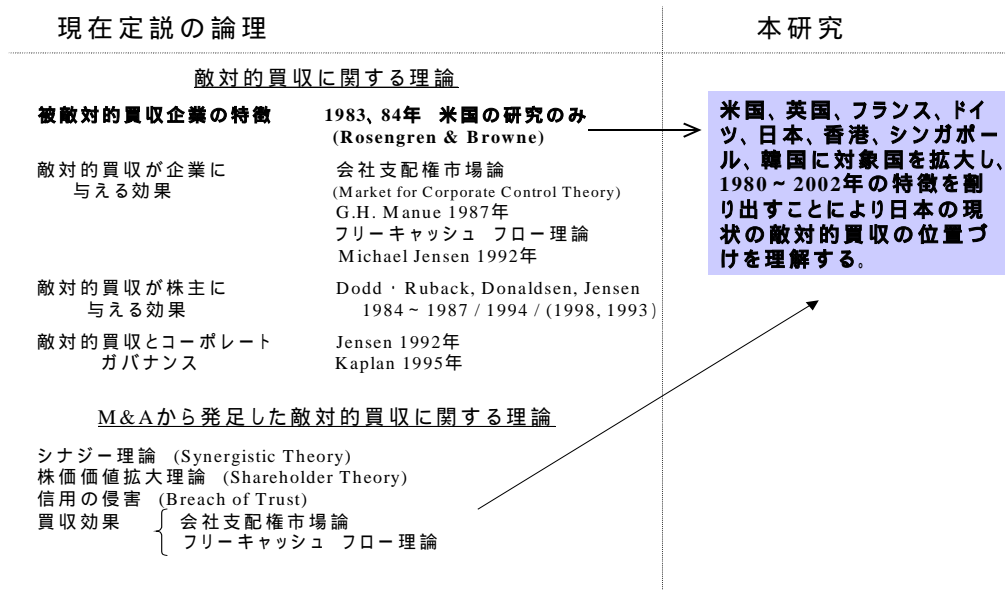 現在定説の論理
本研究
敵対的買収に関する理論
被敵対的買収企業の特徴 1983、84年 米国の研究のみ
(Rosengren & Browne)
敵対的買収が企業に 会社支配権市場論
与える効果 (Market for Corporate Control Theory)
G.H. Manue 1987年
フリーキャッシュ フロー理論
Michael Jensen 1992年
敵対的買収が株主に Dodd・Ruback, Donaldsen, Jensen
与える効果 1984~1987 / 1994 / (1998, 1993)
敵対的買収とコーポレート Jensen 1992年
ガバナンス Kaplan 1995年
M&Aから発足した敵対的買収に関する理論
シナジー理論 (Synergistic Theory)
株価価値拡大理論 (Shareholder Theory)
信用の侵害 (Breach of Trust)
買収効果 会社支配権市場論
フリーキャッシュ フロー理論
米国、英国、フランス、ドイ
ツ、日本、香港、シンガポー
ル、韓国に対象国を拡大し、
1980~2002年の特徴を割
り出すことにより日本の現
状の敵対的買収の位置づ
けを理解する。